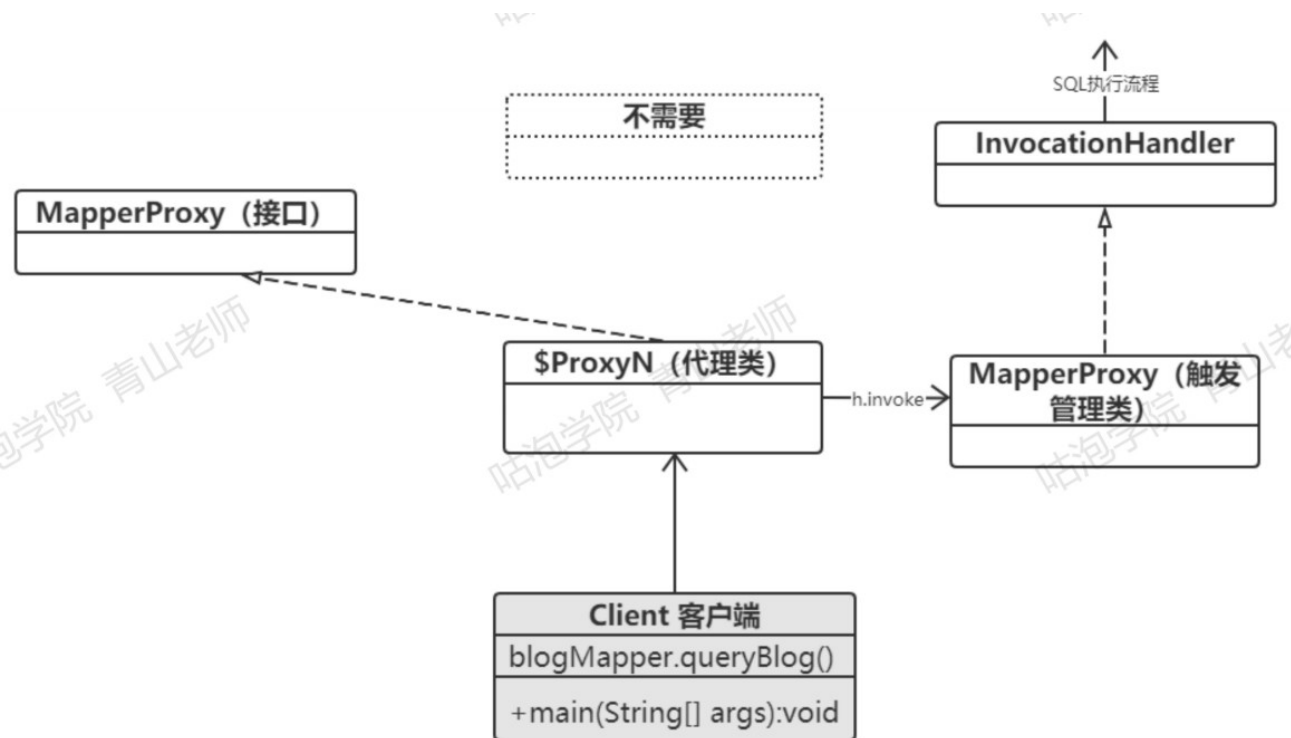 SQL执行流程
不需要
InvocationHandler
MapperProxy（接口）
$ProxyN（代理类）
h.invoke
MapperProxy（触发
管理类）
Client 客户端
blogMapper.queryBlog()
+main(String[] args):void
青山老师
咕泡学院
青山老师
咕泡学院
青山老
咕泡学院